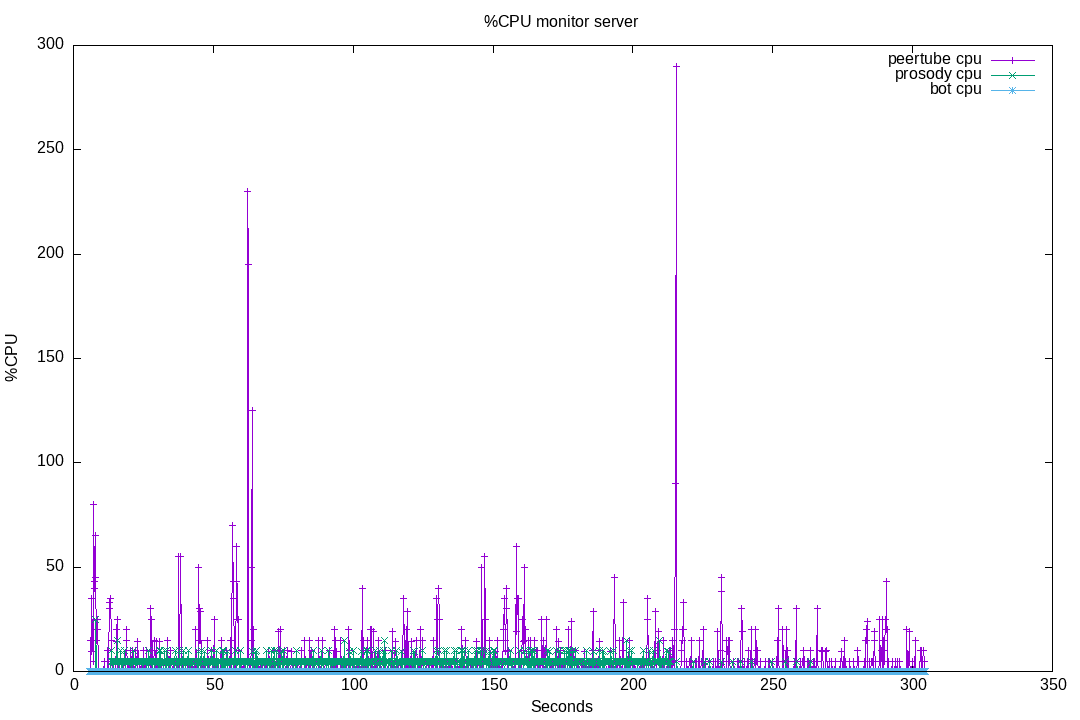 %CPU monitor server
peertube cpu
prosody cpu
bot cpu
300
250
200
150
100
50
0
%CPU
0 50 100 150 200 250 300 350
Seconds